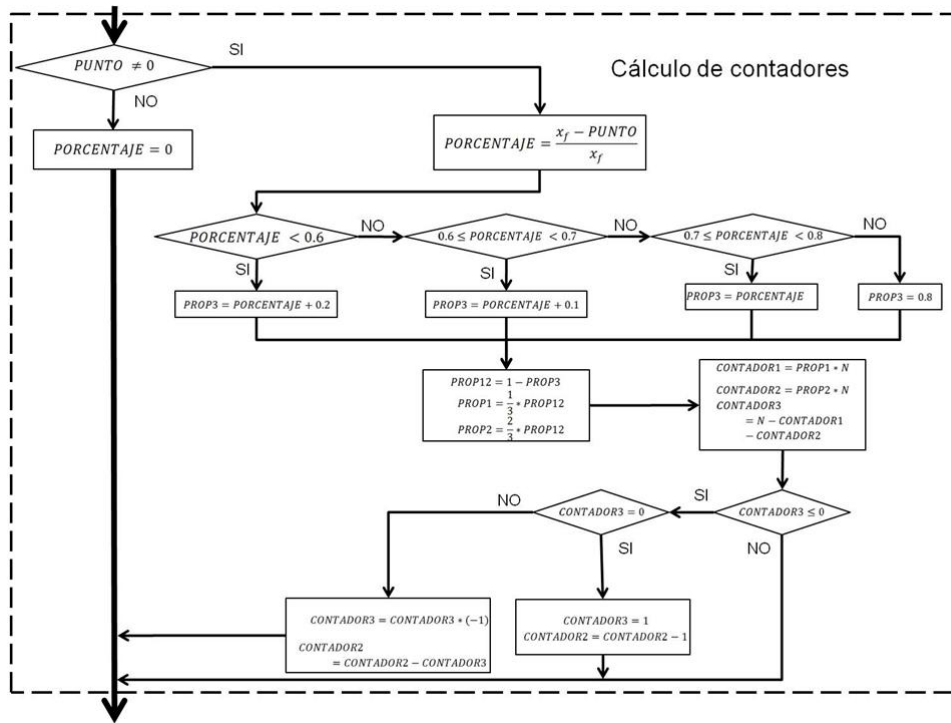 SI
PUNTO ≠ 0
Cálculo de contadores
NO
PORCENTAJE = 0
PORCENTAJE = \frac{x_f − PUNTO}{x_f}
PORCENTAJE < 0.6
NO
0.6 ≤ PORCENTAJE < 0.7
NO
0.7 ≤ PORCENTAJE < 0.8
NO
SI
SI
SI
PROP3 = PORCENTAJE + 0.2
PROP3 = PORCENTAJE + 0.1
PROP3 = PORCENTAJE
PROP3 = 0.8
PROP12 = 1 − PROP3
PROP1 = \frac{1}{3} * PROP12
PROP2 = \frac{2}{3} * PROP12
CONTADOR1 = PROP1 * N
CONTADOR2 = PROP2 * N
CONTADOR3
= N − CONTADOR1
− CONTADOR2
NO
CONTADOR3 = 0
SI
CONTADOR3 ≤ 0
SI
NO
CONTADOR3 = CONTADOR3 * (−1)
CONTADOR2
= CONTADOR2 − CONTADOR3
CONTADOR3 = 1
CONTADOR2 = CONTADOR2 − 1